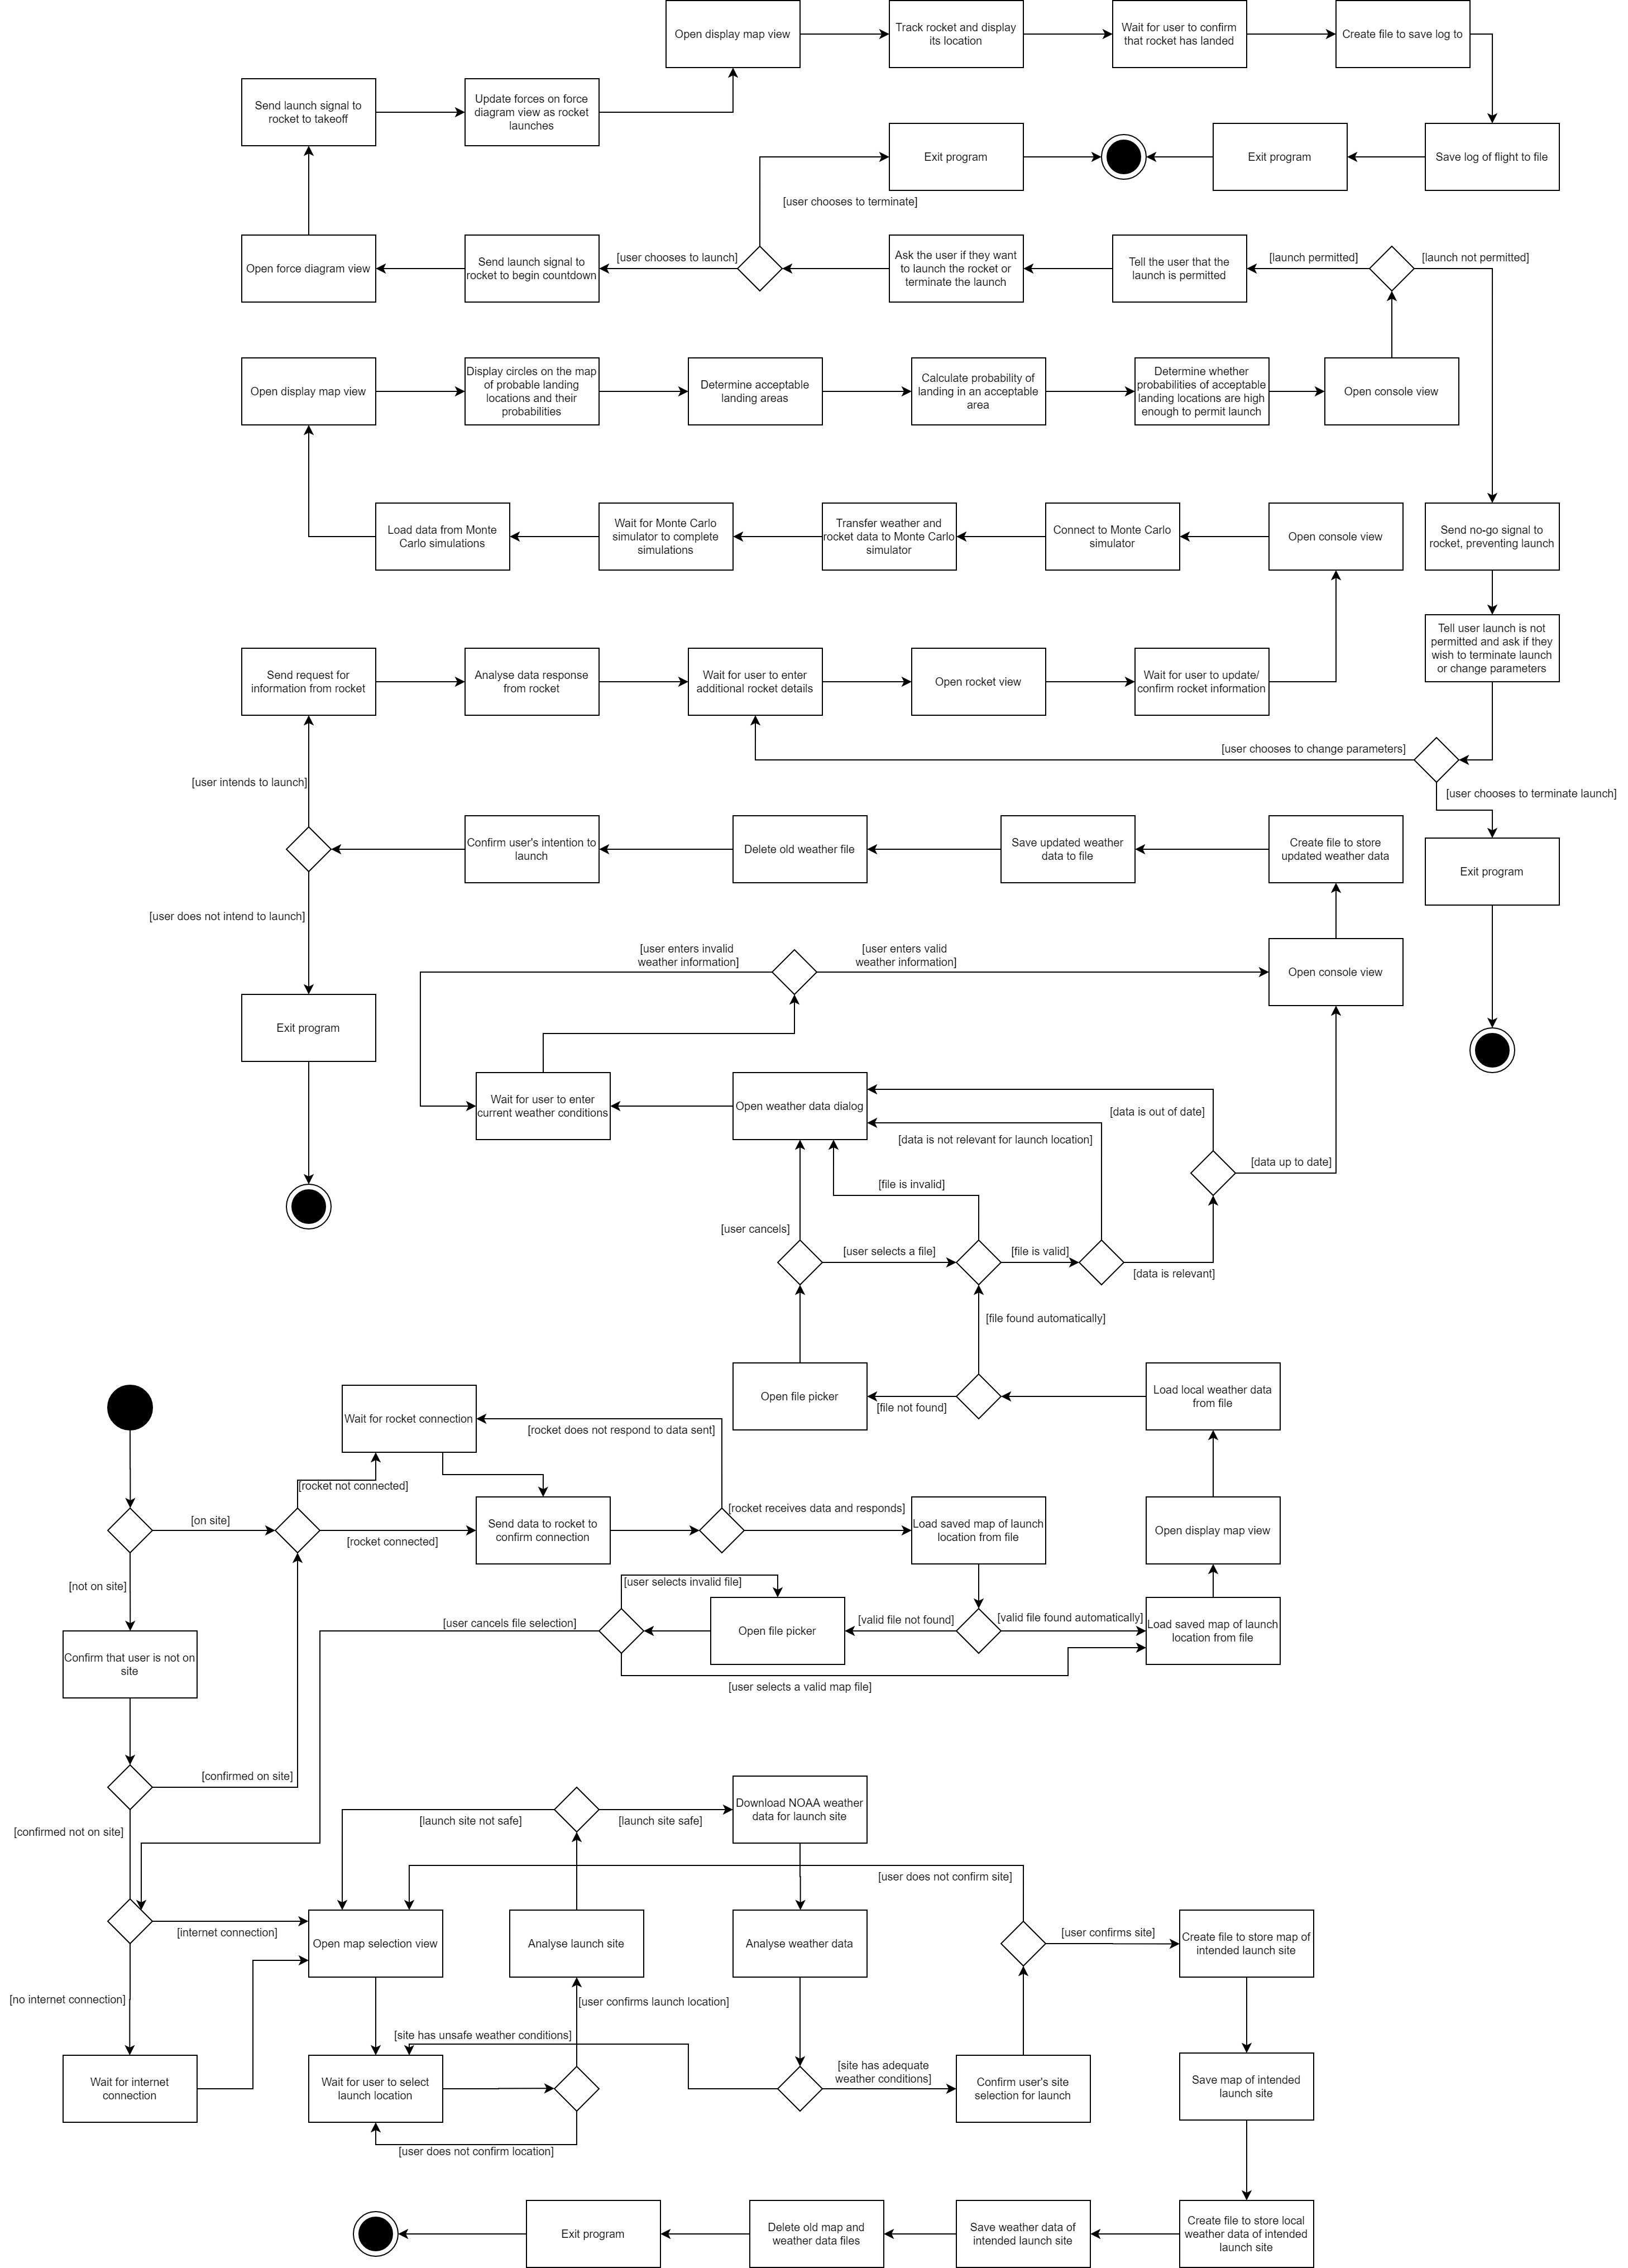 Open display map view
Track rocket and display
its location
Wait for user to confirm
that rocket has landed
Create file to save log to
Send launch signal to
rocket to takeoff
Update forces on force
diagram view as rocket
launches
Exit program
Exit program
Save log of flight to file
[user chooses to terminate]
Open force diagram view
Send launch signal to
rocket to begin countdown
[user chooses to launch]
Ask the user if they want
to launch the rocket or
terminate the launch
Tell the user that the
launch is permitted
[launch permitted]
[launch not permitted]
Open display map view
Display circles on the map
of probable landing
locations and their
probabilities
Determine acceptable
landing areas
Calculate probability of
landing in an acceptable
area
Determine whether
probabilities of acceptable
landing locations are high
enough to permit launch
Open console view
Load data from Monte
Carlo simulations
Wait for Monte Carlo
simulator to complete
simulations
Transfer weather and
rocket data to Monte Carlo
simulator
Connect to Monte Carlo
simulator
Open console view
Send no-go signal to
rocket, preventing launch
Tell user launch is not
permitted and ask if they
wish to terminate launch
or change parameters
Send request for
information from rocket
Analyse data response
from rocket
Wait for user to enter
additional rocket details
Open rocket view
Wait for user to update/
confirm rocket information
[user chooses to change parameters]
[user intends to launch]
[user chooses to terminate launch]
Confirm user's intention to
launch
Delete old weather file
Save updated weather
data to file
Create file to store
updated weather data
Exit program
[user does not intend to launch]
[user enters invalid
weather information]
[user enters valid
weather information]
Open console view
Exit program
Wait for user to enter
current weather conditions
Open weather data dialog
[data is out of date]
[data is not relevant for launch location]
[data up to date]
[file is invalid]
[user cancels]
[user selects a file]
[file is valid]
[data is relevant]
[file found automatically]
Open file picker
[file not found]
Load local weather data
from file
Wait for rocket connection
[rocket does not respond to data sent]
[rocket not connected]
[on site]
[rocket connected]
Send data to rocket to
confirm connection
[rocket receives data and responds]
Load saved map of launch
location from file
Open display map view
[not on site]
[user selects invalid file]
[user cancels file selection]
Open file picker
[valid file not found]
[valid file found automatically]
Load saved map of launch
location from file
Confirm that user is not on
site
[user selects a valid map file]
[confirmed on site]
[confirmed not on site]
[launch site not safe]
[launch site safe]
Download NOAA weather
data for launch site
[user does not confirm site]
[internet connection]
Open map selection view
Analyse launch site
Analyse weather data
[user confirms site]
Create file to store map of
intended launch site
[no internet connection]
[user confirms launch location]
[site has unsafe weather conditions]
Wait for internet
connection
Wait for user to select
launch location
[site has adequate
weather conditions]
Confirm user's site
selection for launch
Save map of intended
launch site
[user does not confirm location]
Exit program
Delete old map and
weather data files
Save weather data of
intended launch site
Create file to store local
weather data of intended
launch site